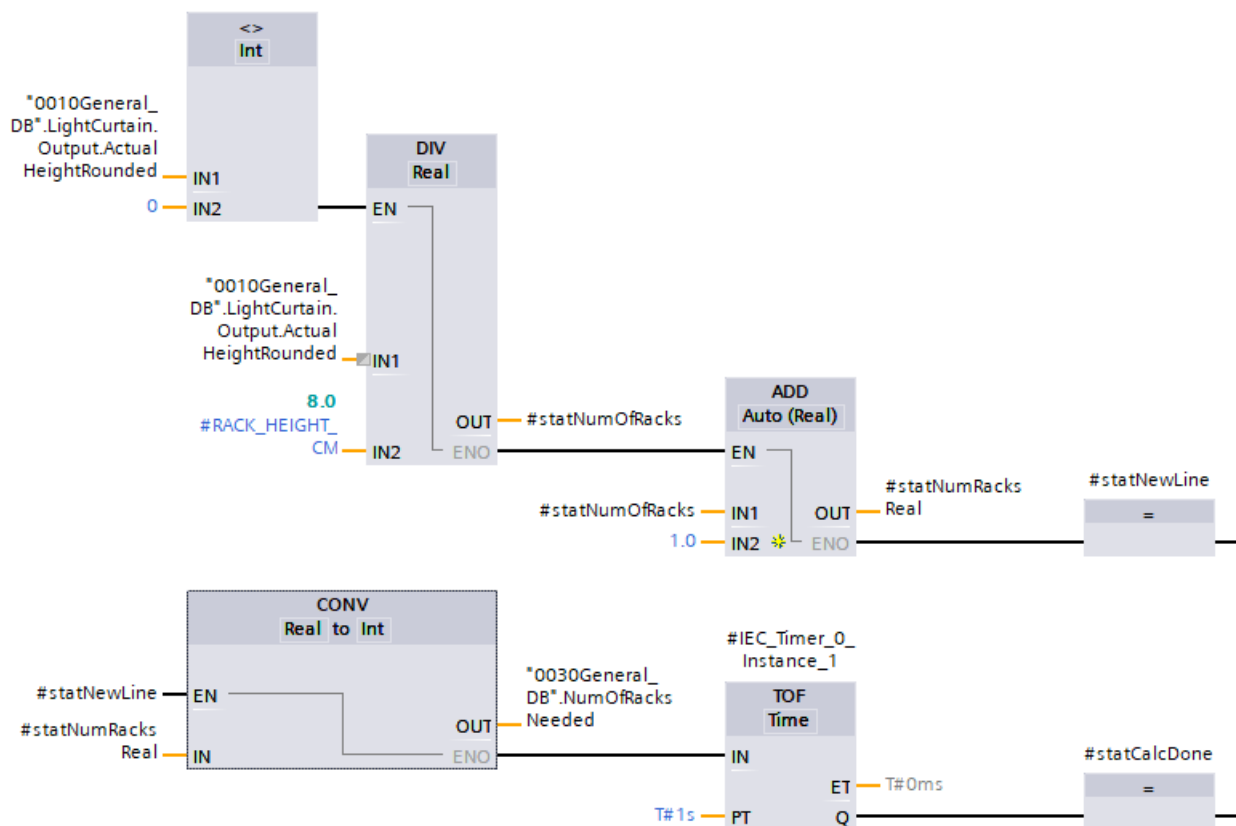 <>
Int
"0010General_
DB".LightCurtain.
Output.Actual
HeightRounded
IN1
0
IN2
DIV
Real
EN
"0010General_
DB".LightCurtain.
Output.Actual
HeightRounded
IN1
8.0
#RACK_HEIGHT_
CM
IN2
OUT
#statNumOfRacks
ENO
ADD
Auto (Real)
EN
#statNumOfRacks
IN1
1.0
IN2
OUT
#statNumRacks
Real
ENO
#statNewLine
=
CONV
Real to Int
#statNewLine
EN
#statNumRacks
Real
IN
OUT
"0030General_
DB".NumOfRacks
Needed
ENO
#IEC_Timer_0_
Instance_1
TOF
Time
IN
ET
T#0ms
T#1s
PT
Q
#statCalcDone
=